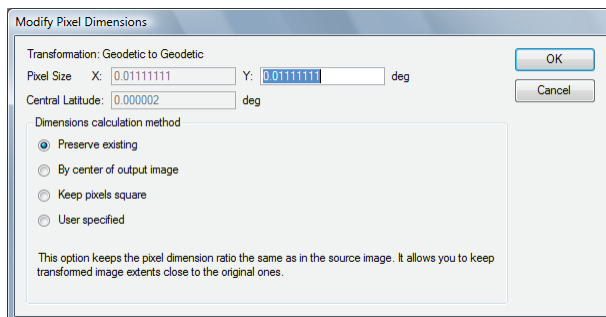 Modify Pixel Dimensions
Transformation: Geodetic to Geodetic
OK
Pixel Size X: 0.01111111 Y: 0.01111111 deg
Cancel
Central Latitude: 0.000002 deg
Dimensions calculation method
Preserve existing
By center of output image
Keep pixels square
User specified
This option keeps the pixel dimension ratio the same as in the source image. It allows you to keep
transformed image extents close to the original ones.